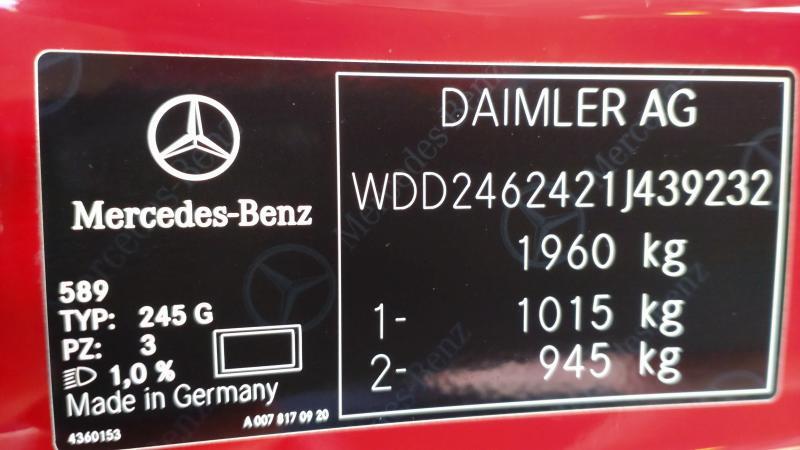 Mercedes-Benz
589
TYP: 245 G
PZ: 3
1,0 %
Made in Germany
4360153
A 007 817 09 20
DAIMLER AG
WDD2462421J439232
1960 kg
1- 1015 kg
2- 945 kg